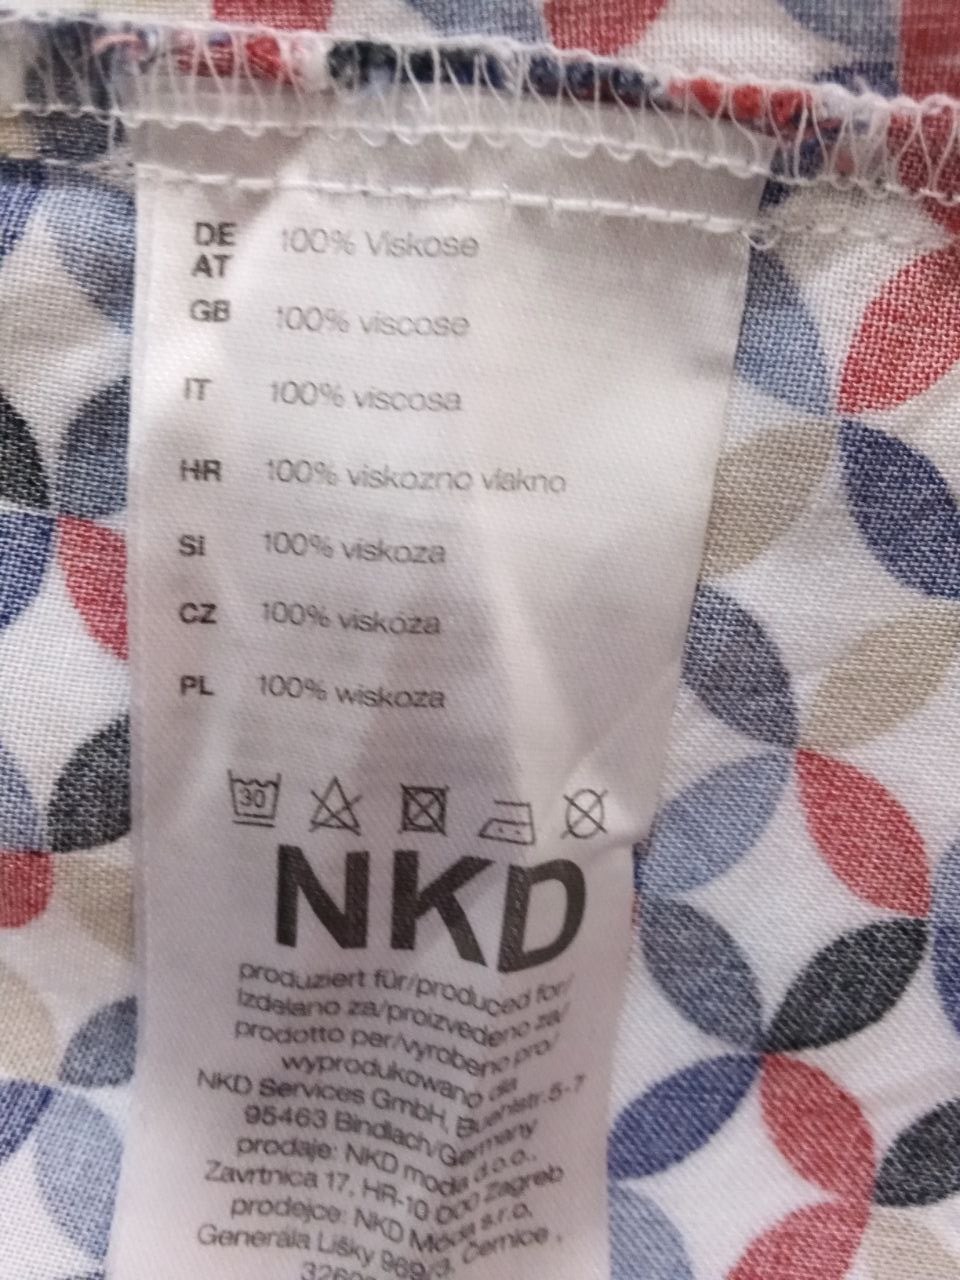 DE 100% Viskose
AT
GB 100% viscose
IT 100% viscosa
HR 100% viskozno vlakno
SI 100% viskoza
CZ 100% viskóza
PL 100% wiskoza
30
NKD
produziert für/produced for/
Izdelano za/proizvedeno za/
prodotto per/vyrobeno pro/
wyprodukowano dla
NKD Services GmbH, Bühlstr. 5-7
95463 Bindlach/Germany
prodaje: NKD moda d.o.o.,
Zavrtnica 17, HR-10 000 Zagreb
prodejce: NKD Móda s.r.o.
Generála Lišky 969/3, Černice,